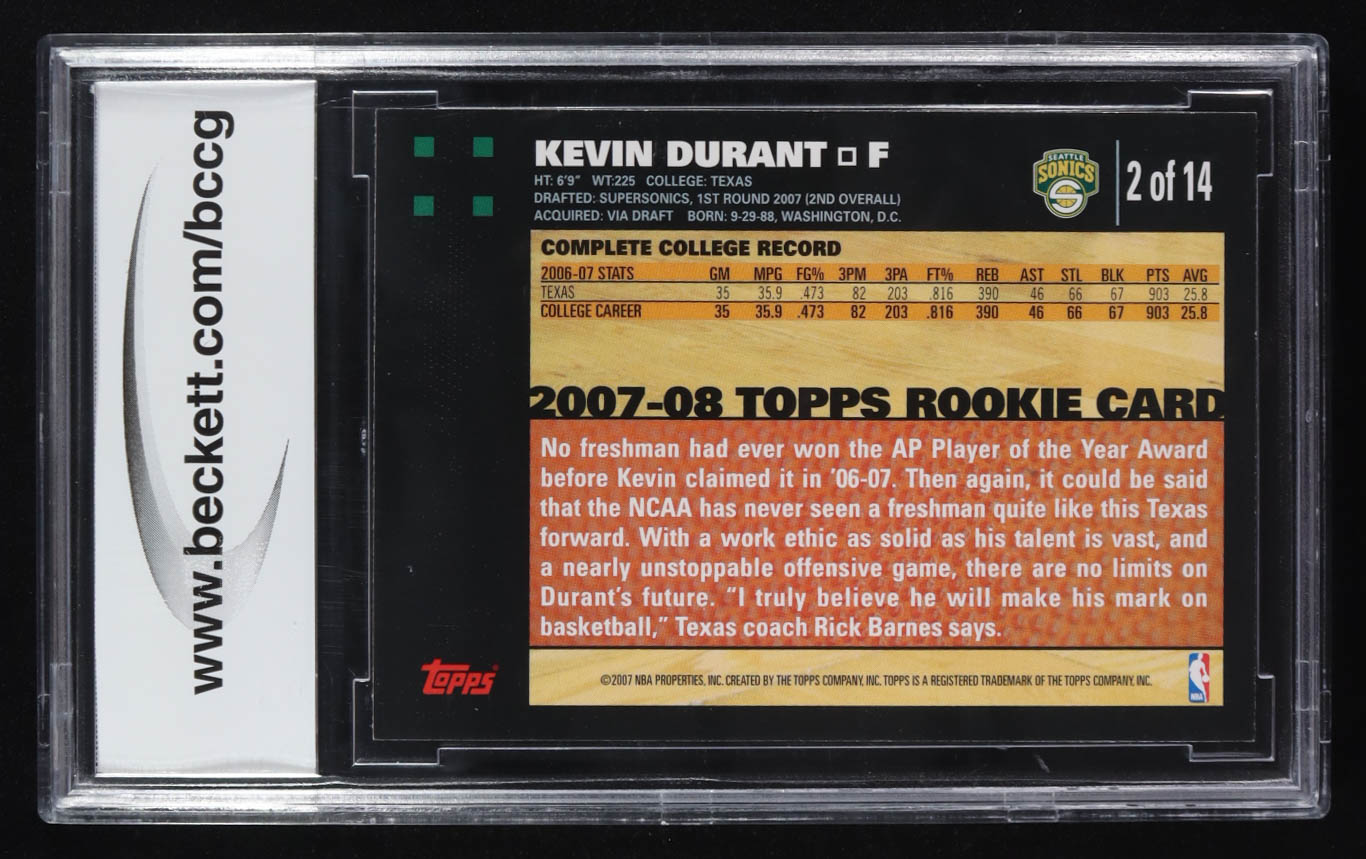 www.beckett.com/bccg
KEVIN DURANT □ F
HT: 6'9" WT:225 COLLEGE: TEXAS
DRAFTED: SUPERSONICS, 1ST ROUND 2007 (2ND OVERALL)
ACQUIRED: VIA DRAFT BORN: 9-29-88, WASHINGTON, D.C.
SEATTLE
SONICS
2 of 14
COMPLETE COLLEGE RECORD
2006-07 STATS GM MPG FG% 3PM 3PA FT% REB AST STL BLK PTS AVG
TEXAS 35 35.9 .473 82 203 .816 390 46 66 67 903 25.8
COLLEGE CAREER 35 35.9 .473 82 203 .816 390 46 66 67 903 25.8
2007-08 TOPPS ROOKIE CARD
No freshman had ever won the AP Player of the Year Award
before Kevin claimed it in '06-07. Then again, it could be said
that the NCAA has never seen a freshman quite like this Texas
forward. With a work ethic as solid as his talent is vast, and
a nearly unstoppable offensive game, there are no limits on
Durant's future. "I truly believe he will make his mark on
basketball," Texas coach Rick Barnes says.
topps®
©2007 NBA PROPERTIES, INC. CREATED BY THE TOPPS COMPANY, INC. TOPPS IS A REGISTERED TRADEMARK OF THE TOPPS COMPANY, INC.
NBA